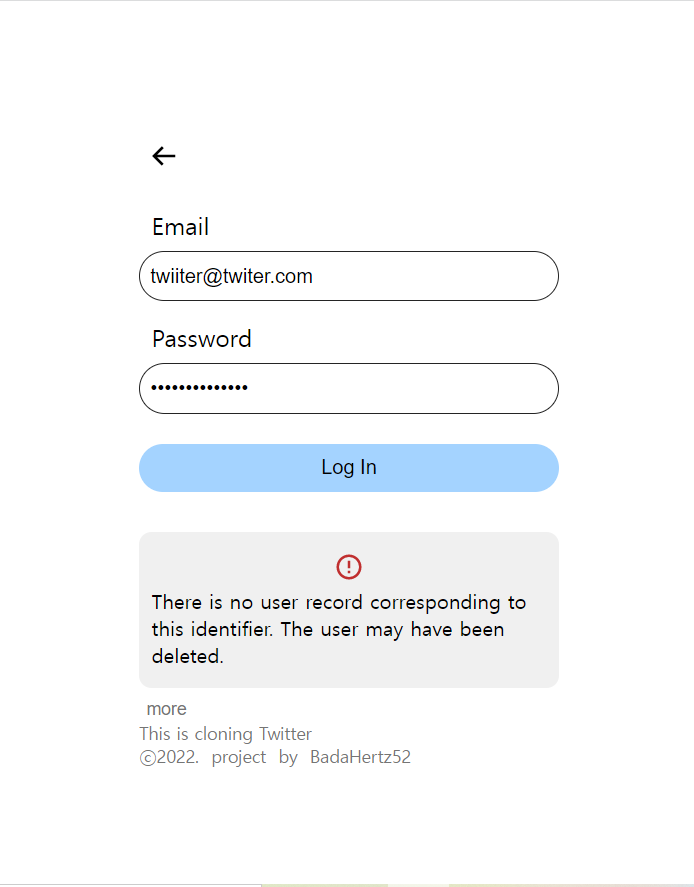 Email
twiiter@twiter.com
Password
••••••••••••••
Log In
There is no user record corresponding to
this identifier. The user may have been
deleted.
more
This is cloning Twitter
©2022. project by BadaHertz52